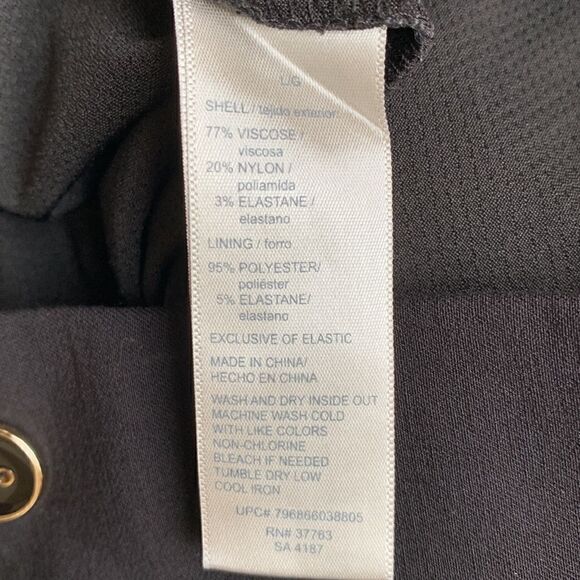 L/G
SHELL / tejido exterior
77% VISCOSE /
viscosa
20% NYLON /
poliamida
3% ELASTANE /
elastano
LINING / forro
95% POLYESTER/
poliéster
5% ELASTANE/
elastano
EXCLUSIVE OF ELASTIC
MADE IN CHINA/
HECHO EN CHINA
WASH AND DRY INSIDE OUT
MACHINE WASH COLD
WITH LIKE COLORS
NON-CHLORINE
BLEACH IF NEEDED
TUMBLE DRY LOW
COOL IRON
UPC# 796866038805
RN# 37763
SA 4187